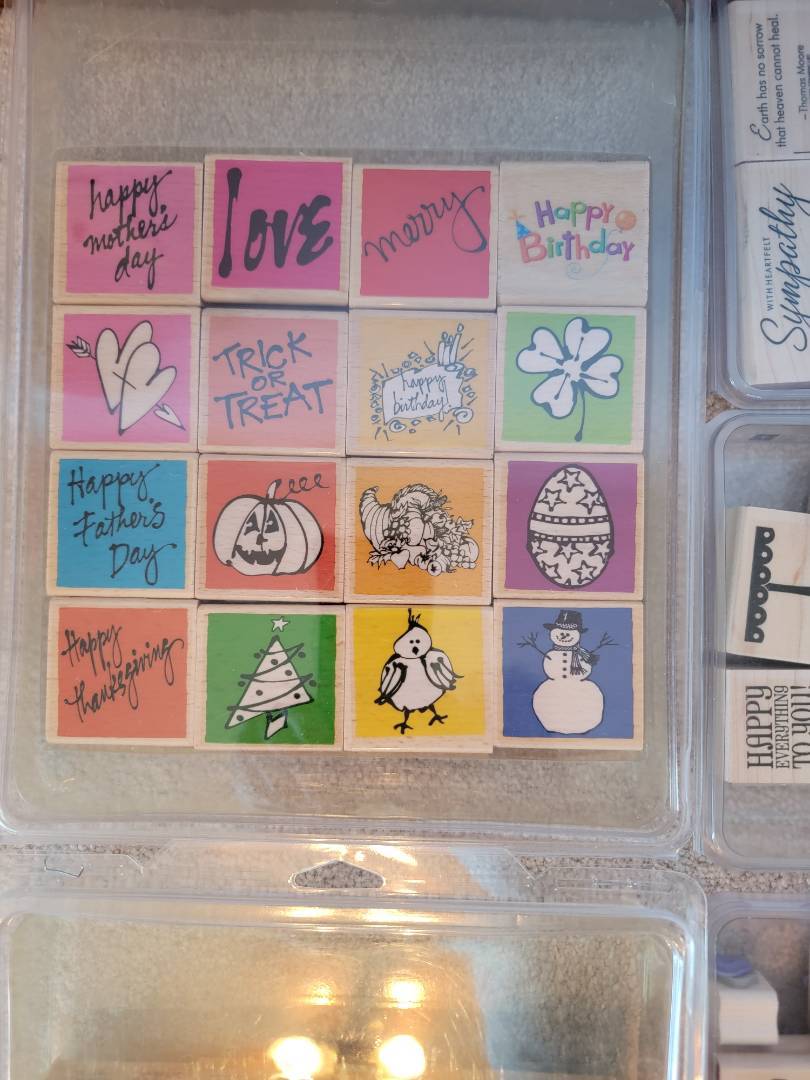 happy
mother's
day
love
merry
Happy
Birthday
TRICK
OR
TREAT
happy
birthday!
Happy
Father's
Day
Happy
thanksgiving
Earth has no sorrow
that heaven cannot heal.
–Thomas Moore
WITH HEARTFELT
Sympathy
HAPPY
EVERYTHING
TO YOU!